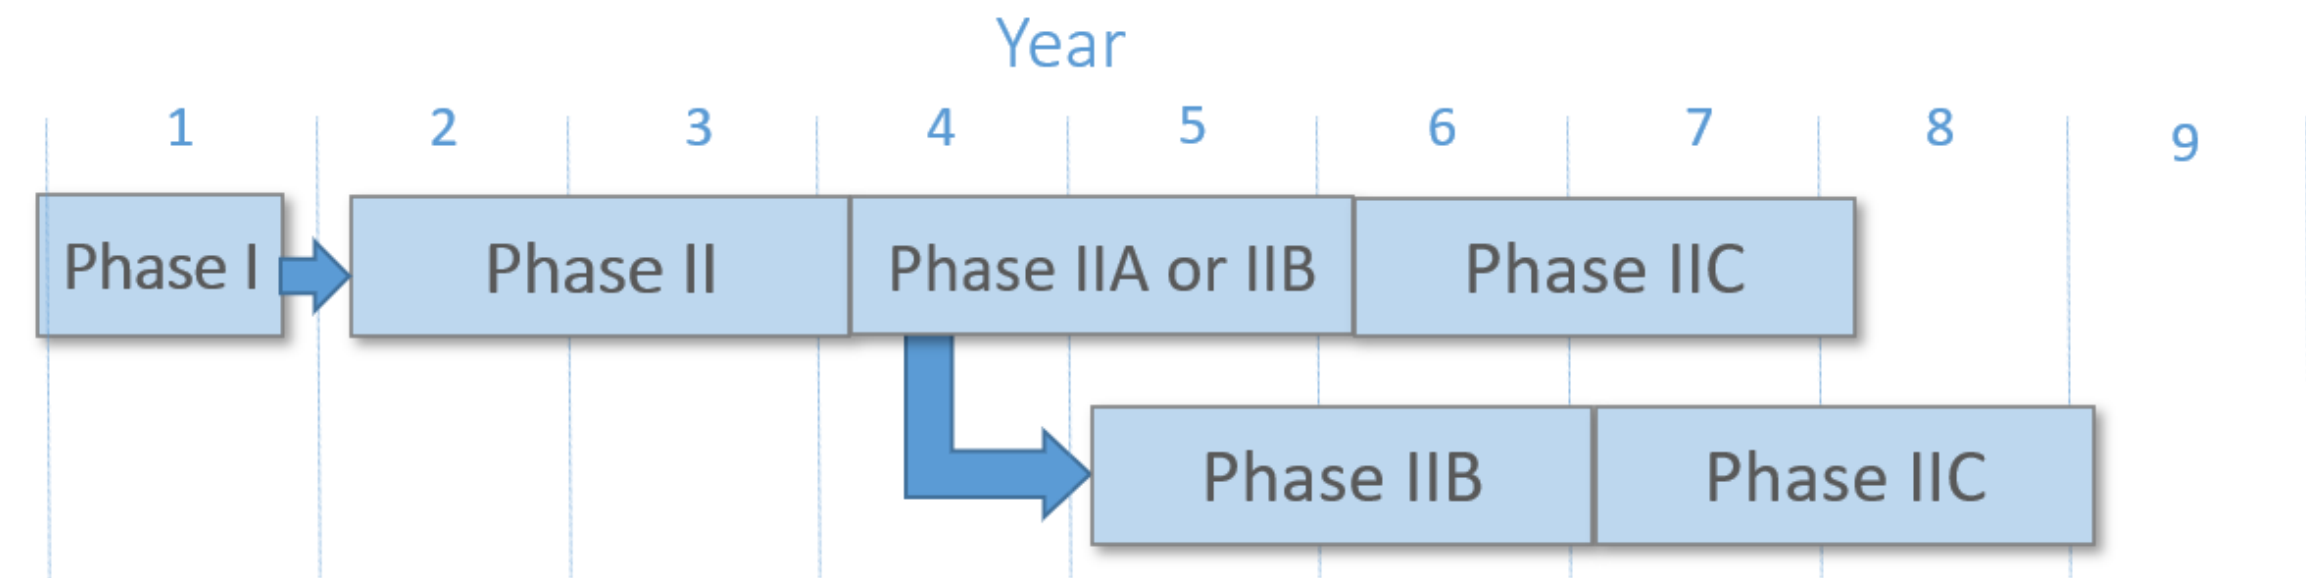 Year
1 2 3 4 5 6 7 8 9
Phase I Phase II Phase IIA or IIB Phase IIC
Phase IIB Phase IIC